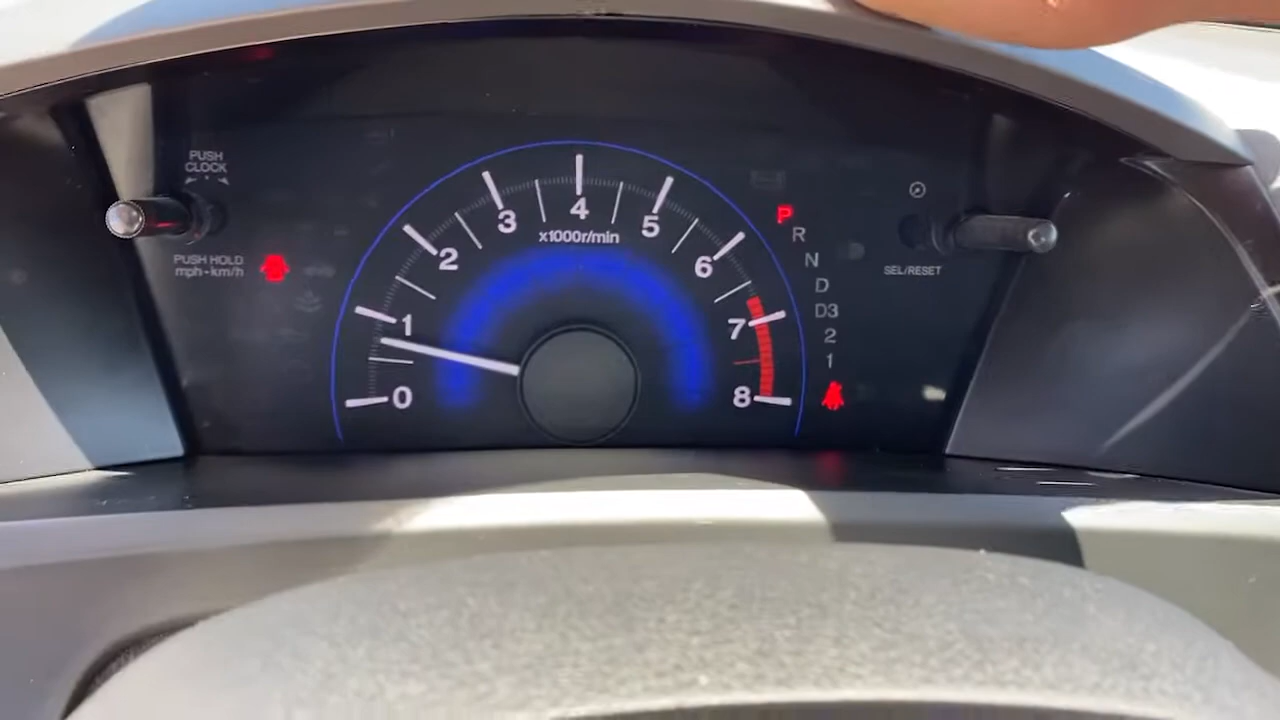 PUSH
CLOCK
PUSH HOLD
mph-km/h
0
1
2
3
4
5
6
7
8
x1000r/min
P
R
N
D
D3
2
1
SEL/RESET